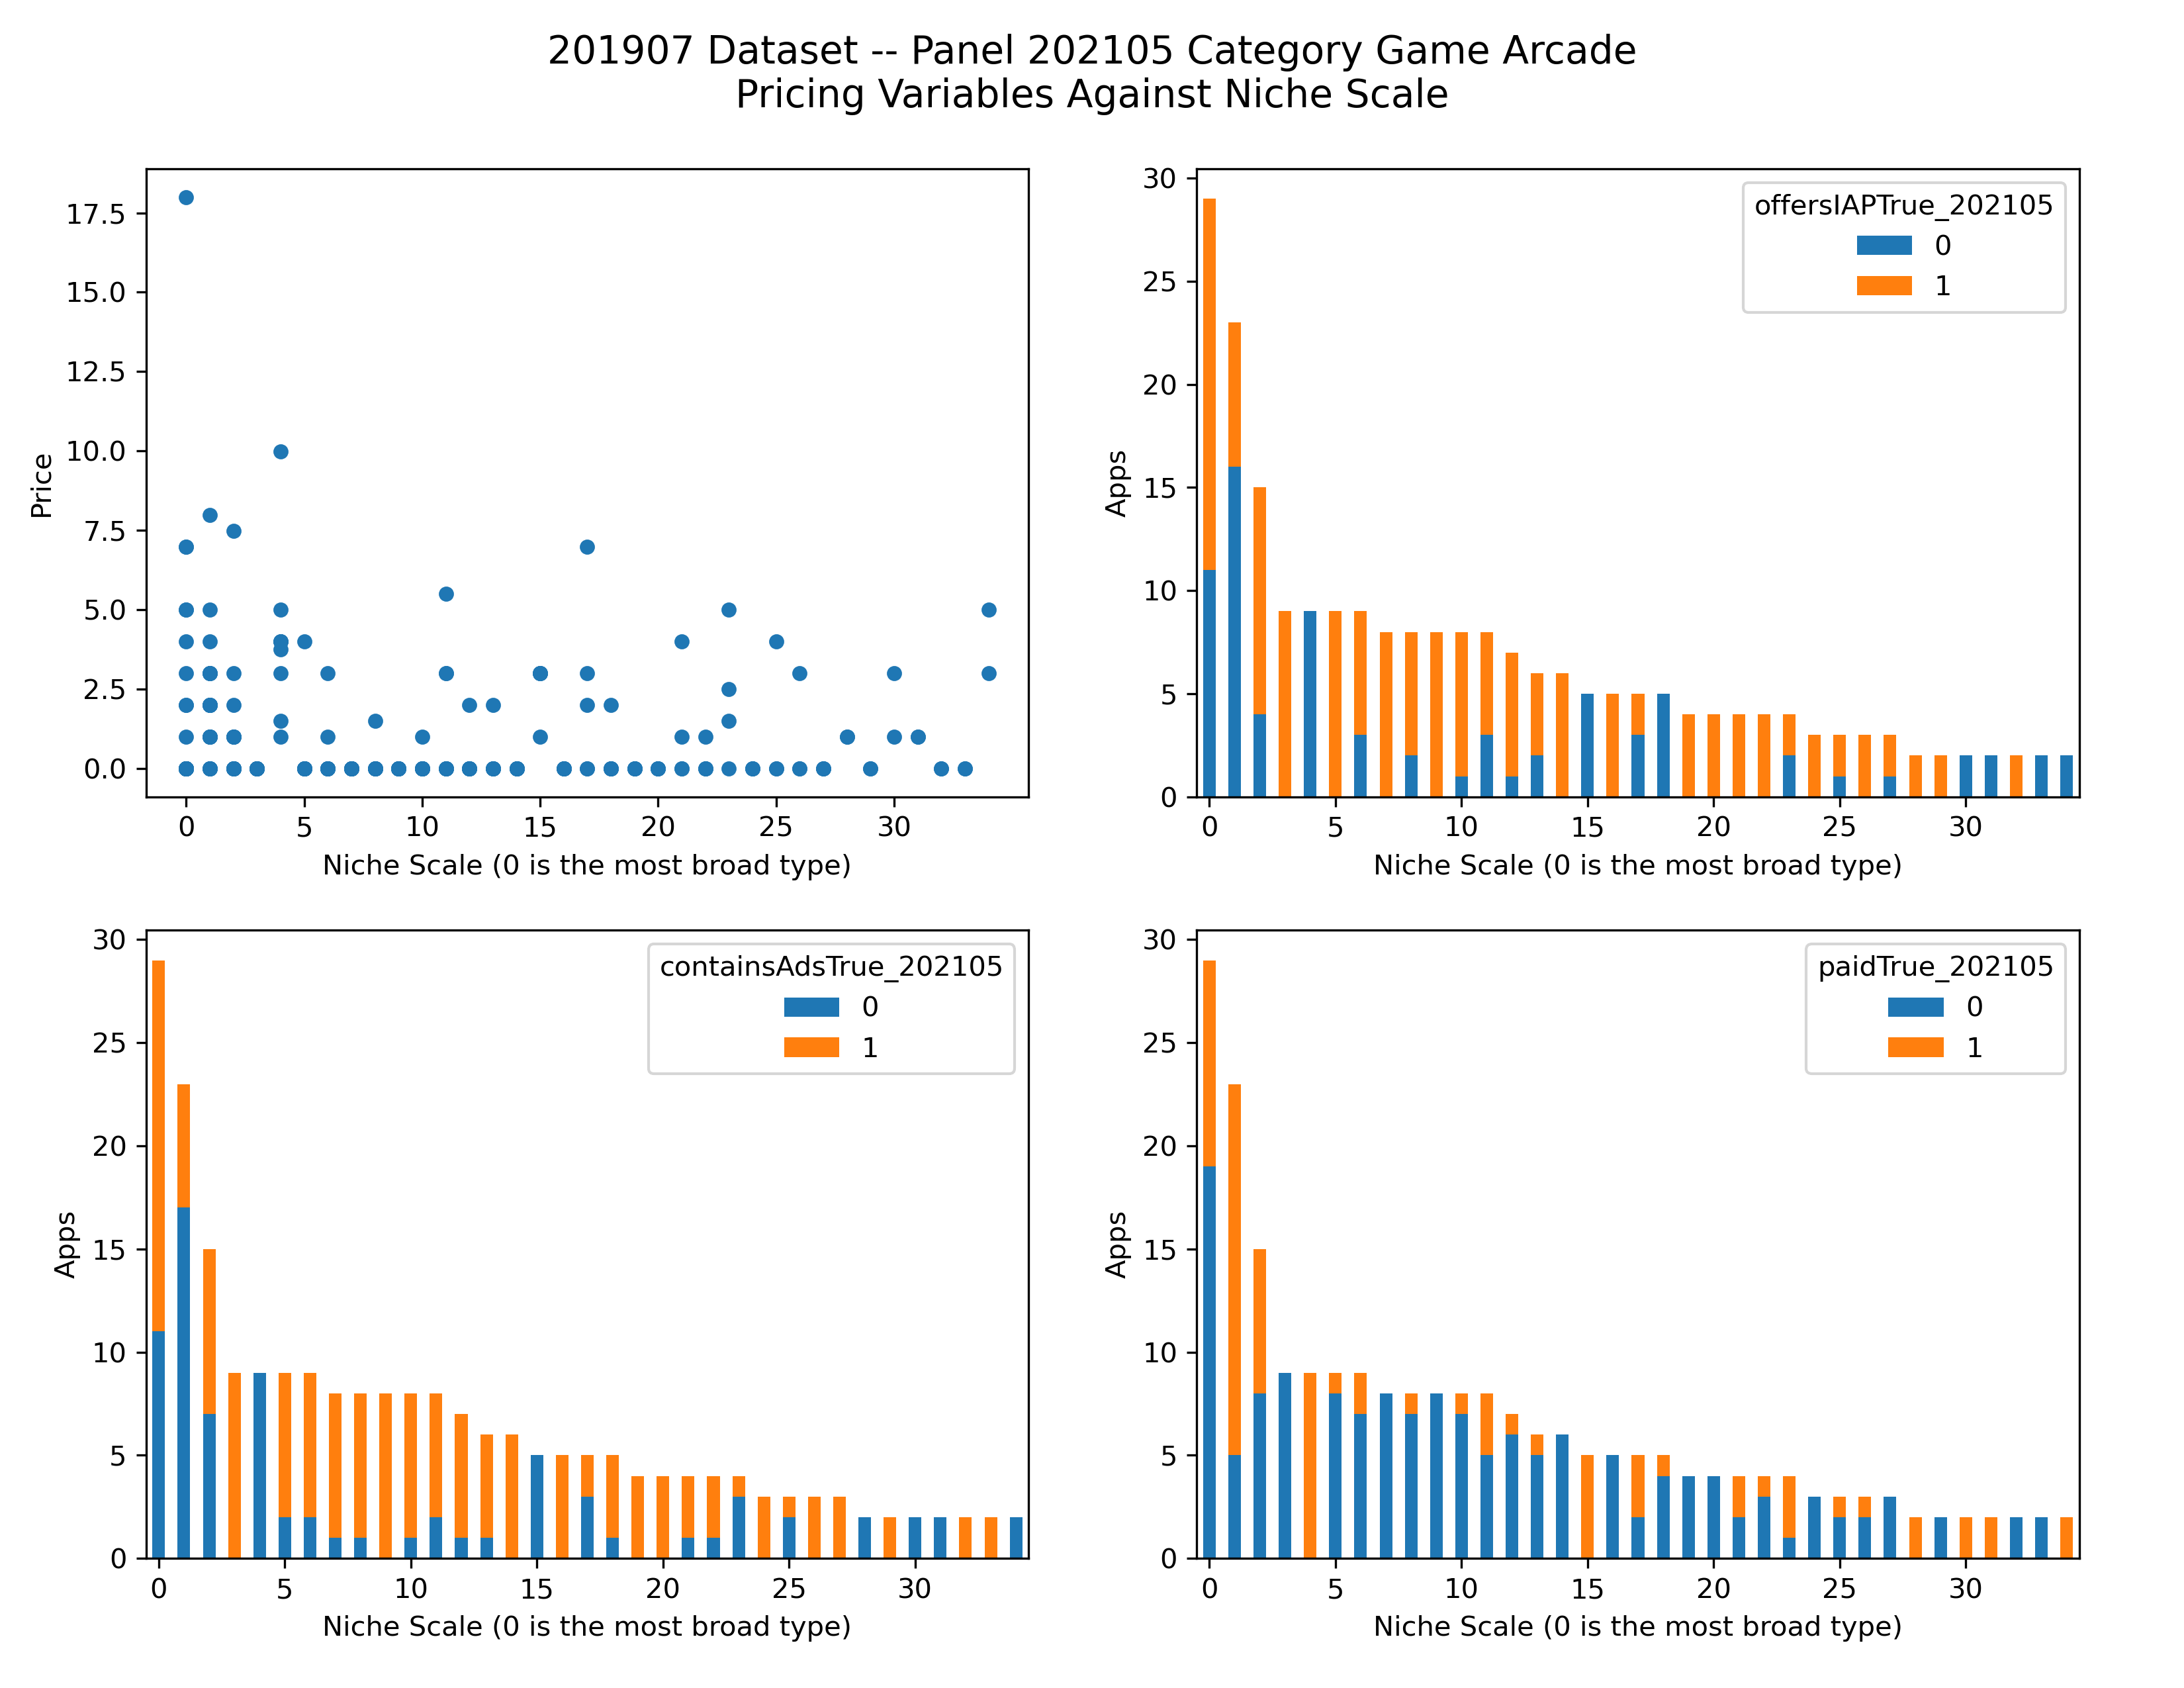 201907 Dataset -- Panel 202105 Category Game Arcade
Pricing Variables Against Niche Scale
17.5
15.0
12.5
10.0
7.5
5.0
2.5
0.0
Price
0 5 10 15 20 25 30
Niche Scale (0 is the most broad type)
30
25
20
15
10
5
0
Apps
offersIAPTrue_202105
0
1
0 5 10 15 20 25 30
Niche Scale (0 is the most broad type)
30
25
20
15
10
5
0
Apps
containsAdsTrue_202105
0
1
0 5 10 15 20 25 30
Niche Scale (0 is the most broad type)
30
25
20
15
10
5
0
Apps
paidTrue_202105
0
1
0 5 10 15 20 25 30
Niche Scale (0 is the most broad type)